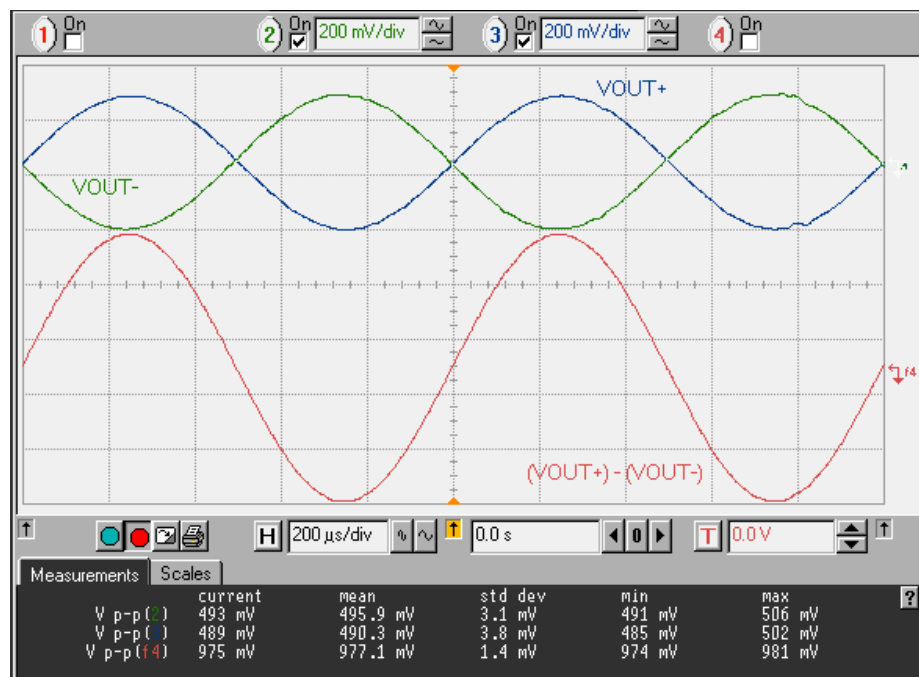 1 On 2 On 200 mV/div 3 On 200 mV/div 4 On
VOUT+
VOUT-
f4
(VOUT+) - (VOUT-)
H 200 µs/div 0.0 s 0 T 0.0 V
Measurements Scales
current mean std dev min max ?
V p-p(2) 493 mV 495.9 mV 3.1 mV 491 mV 506 mV
V p-p(3) 489 mV 490.3 mV 3.8 mV 485 mV 502 mV
V p-p(f4) 975 mV 977.1 mV 1.4 mV 974 mV 981 mV